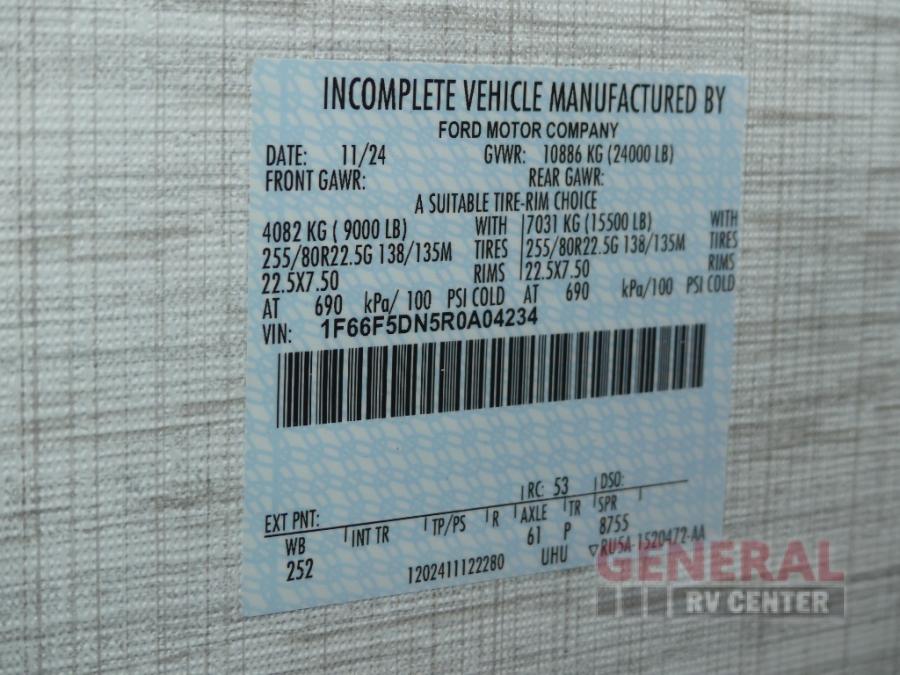 INCOMPLETE VEHICLE MANUFACTURED BY
FORD MOTOR COMPANY
DATE: 11/24 GVWR: 10886 KG (24000 LB)
FRONT GAWR: REAR GAWR:
A SUITABLE TIRE-RIM CHOICE
4082 KG ( 9000 LB) WITH 7031 KG (15500 LB) WITH
255/80R22.5G 138/135M TIRES 255/80R22.5G 138/135M TIRES
22.5X7.50 RIMS 22.5X7.50 RIMS
AT 690 kPa/ 100 PSI COLD AT 690 kPa/100 PSI COLD
VIN: 1F66F5DN5R0A04234
RC: 53 DSO:
EXT PNT: INT TR TP/PS R AXLE TR SPR
WB 61 P 8755
252 1202411122280 UHU RU5A-1520472-AA
GENERAL
RV CENTER